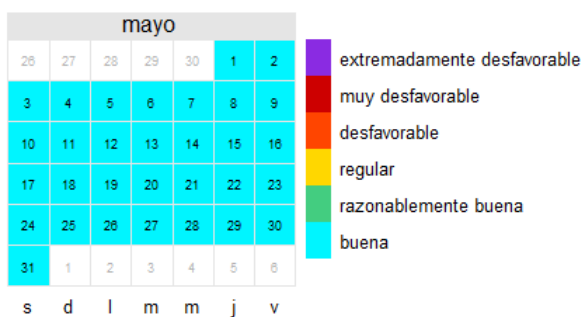 mayo
26 27 28 29 30 1 2
3 4 5 6 7 8 9
10 11 12 13 14 15 16
17 18 19 20 21 22 23
24 25 26 27 28 29 30
31 1 2 3 4 5 6
s d l m m j v
extremadamente desfavorable
muy desfavorable
desfavorable
regular
razonablemente buena
buena